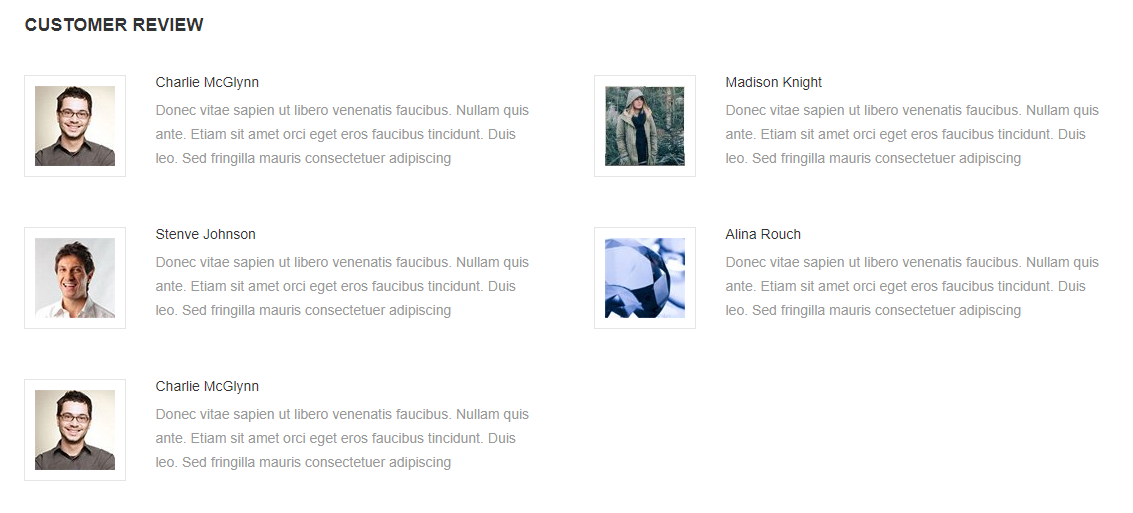 CUSTOMER REVIEW
Charlie McGlynn
Donec vitae sapien ut libero venenatis faucibus. Nullam quis
ante. Etiam sit amet orci eget eros faucibus tincidunt. Duis
leo. Sed fringilla mauris consectetuer adipiscing
Madison Knight
Donec vitae sapien ut libero venenatis faucibus. Nullam quis
ante. Etiam sit amet orci eget eros faucibus tincidunt. Duis
leo. Sed fringilla mauris consectetuer adipiscing
Stenve Johnson
Donec vitae sapien ut libero venenatis faucibus. Nullam quis
ante. Etiam sit amet orci eget eros faucibus tincidunt. Duis
leo. Sed fringilla mauris consectetuer adipiscing
Alina Rouch
Donec vitae sapien ut libero venenatis faucibus. Nullam quis
ante. Etiam sit amet orci eget eros faucibus tincidunt. Duis
leo. Sed fringilla mauris consectetuer adipiscing
Charlie McGlynn
Donec vitae sapien ut libero venenatis faucibus. Nullam quis
ante. Etiam sit amet orci eget eros faucibus tincidunt. Duis
leo. Sed fringilla mauris consectetuer adipiscing